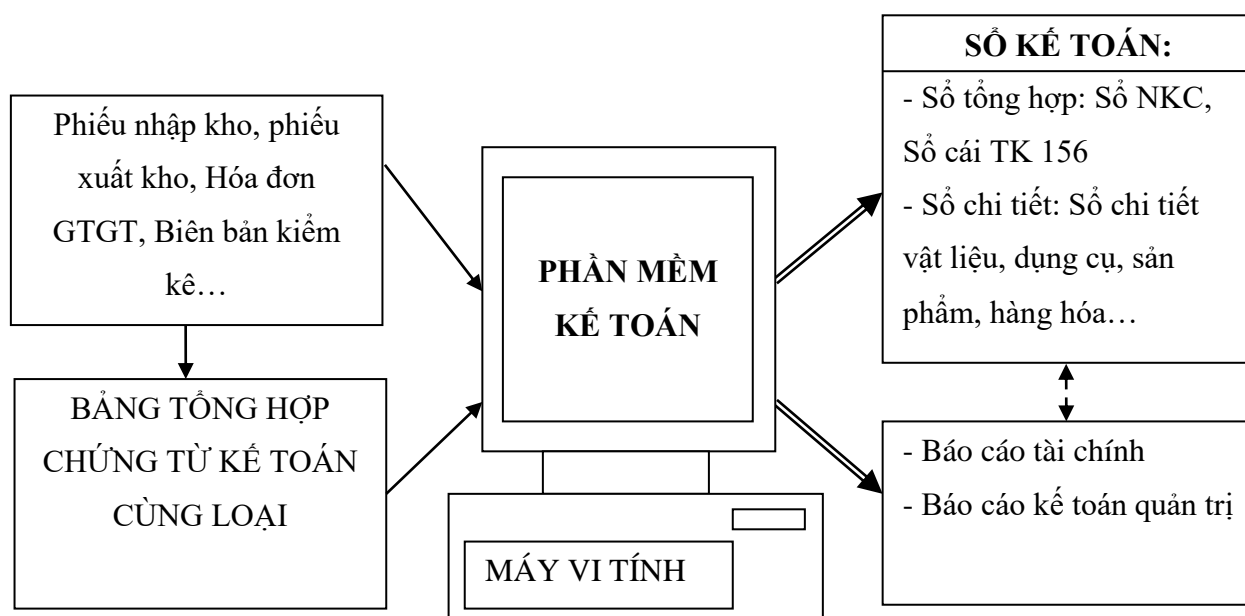 Phiếu nhập kho, phiếu
xuất kho, Hóa đơn
GTGT, Biên bản kiểm
kê…
BẢNG TỔNG HỢP
CHỨNG TỪ KẾ TOÁN
CÙNG LOẠI
PHẦN MỀM
KẾ TOÁN
MÁY VI TÍNH
SỔ KẾ TOÁN:
- Sổ tổng hợp: Sổ NKC,
Sổ cái TK 156
- Sổ chi tiết: Sổ chi tiết
vật liệu, dụng cụ, sản
phẩm, hàng hóa…
- Báo cáo tài chính
- Báo cáo kế toán quản trị